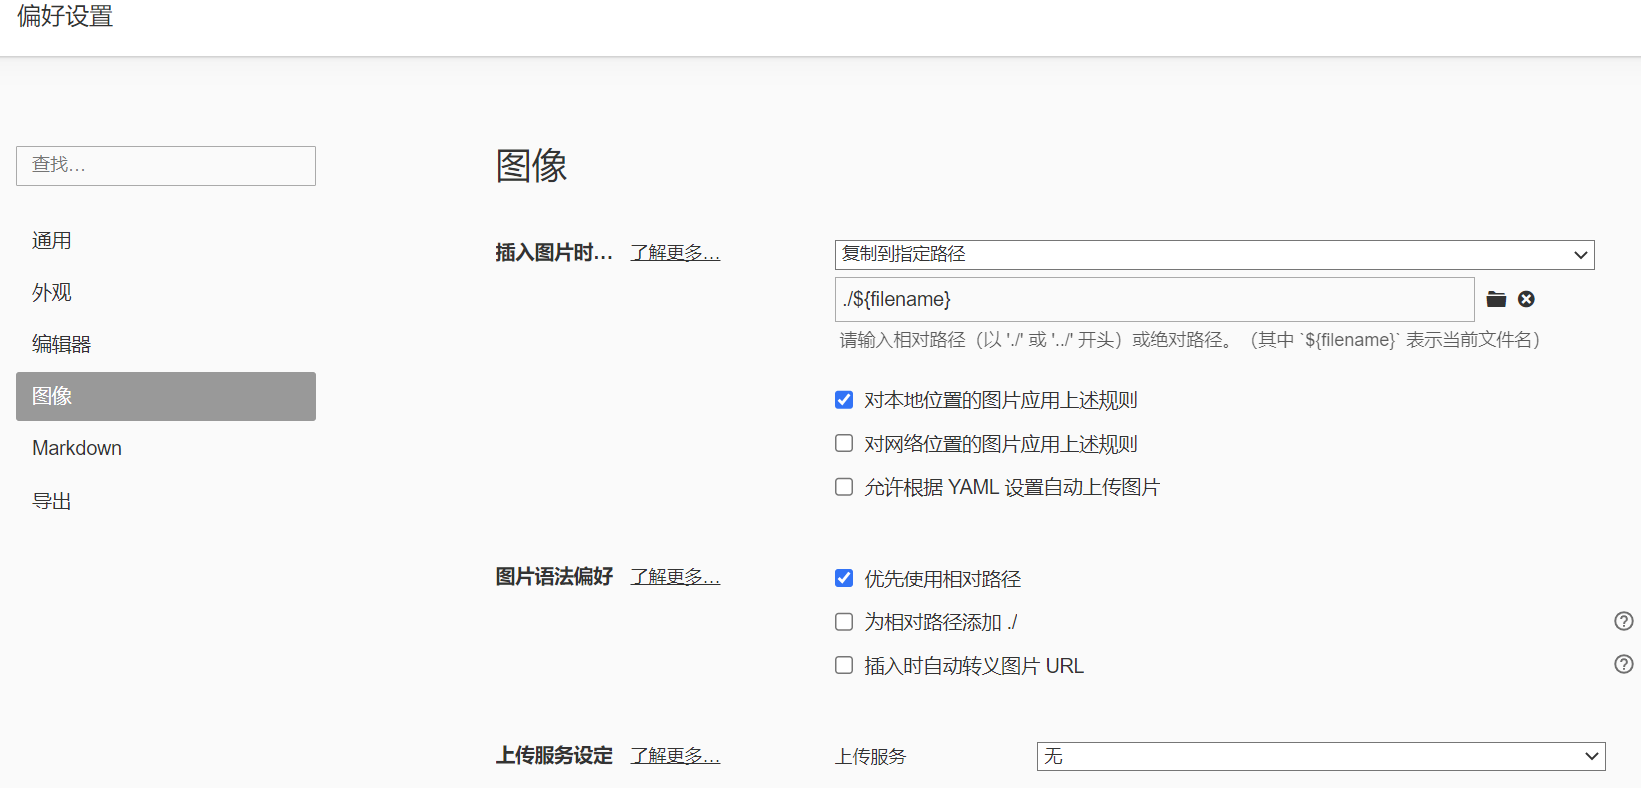 偏好设置
查找...
通用
外观
编辑器
图像
Markdown
导出
图像
插入图片时... 了解更多...
复制到指定路径
./${filename}
请输入相对路径（以 './' 或 '../' 开头）或绝对路径。（其中 `${filename}` 表示当前文件名）
对本地位置的图片应用上述规则
对网络位置的图片应用上述规则
允许根据 YAML 设置自动上传图片
图片语法偏好 了解更多...
优先使用相对路径
为相对路径添加 ./
插入时自动转义图片 URL
上传服务设定 了解更多...
上传服务 无